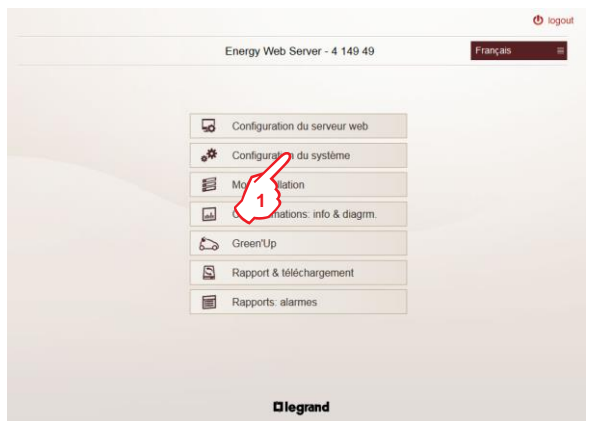 logout
Energy Web Server - 4 149 49
Français
Configuration du serveur web
Configuration du système
1
Green'Up
Rapport & téléchargement
Rapports: alarmes
legrand
info & diagrm.